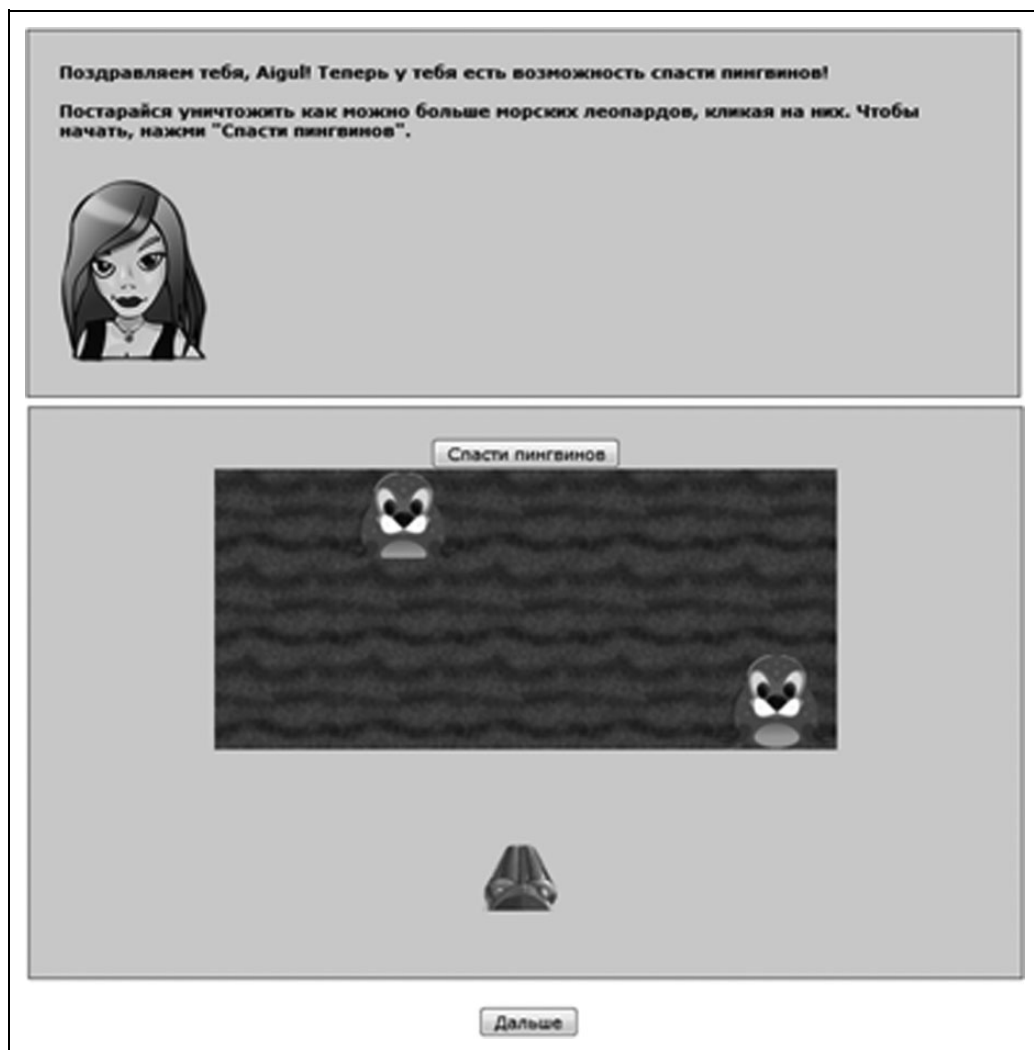 Поздравляем тебя, Aigul! Теперь у тебя есть возможность спасти пингвинов!
Постарайся уничтожить как можно больше морских леопардов, кликая на них. Чтобы
начать, нажми "Спасти пингвинов".
Спасти пингвинов
Дальше